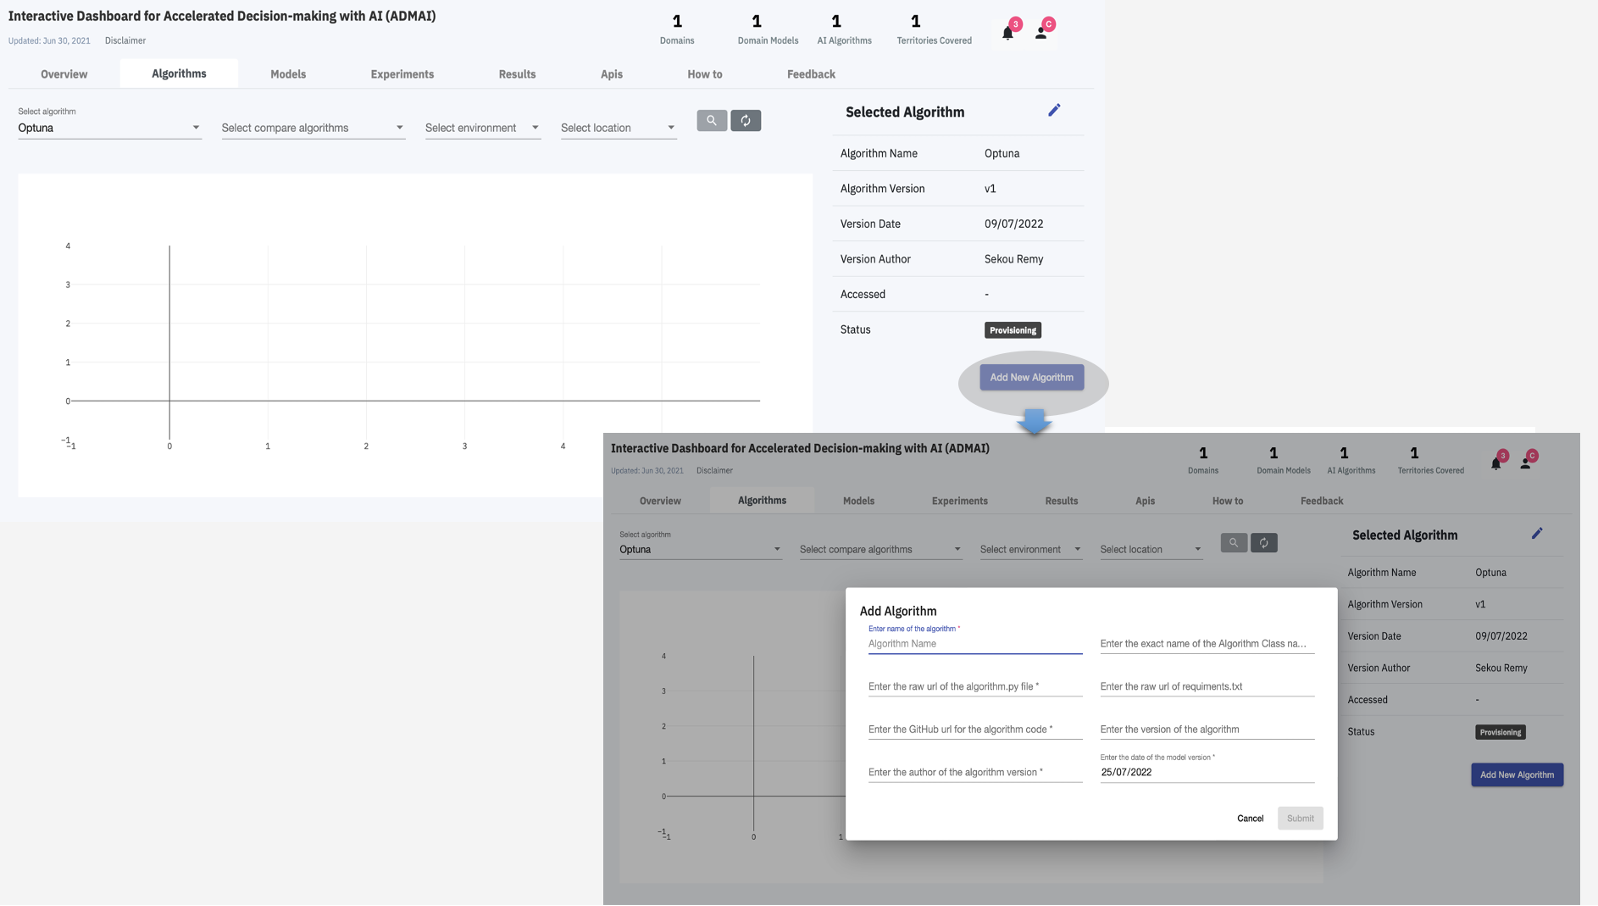 Interactive Dashboard for Accelerated Decision-making with AI (ADMAI)
Updated: Jun 30, 2021 Disclaimer
1 1 1 1
Domains Domain Models AI Algorithms Territories Covered
3 C
Overview Algorithms Models Experiments Results Apis How to Feedback
Select algorithm
Optuna Select compare algorithms Select environment Select location
Selected Algorithm
Algorithm Name Optuna
Algorithm Version v1
Version Date 09/07/2022
Version Author Sekou Remy
Accessed -
Status Provisioning
Add New Algorithm
4
3
2
1
0
−1
−1 0 1 2 3 4
Interactive Dashboard for Accelerated Decision-making with AI (ADMAI)
Updated: Jun 30, 2021 Disclaimer
1 1 1 1
Domains Domain Models AI Algorithms Territories Covered
3 C
Overview Algorithms Models Experiments Results Apis How to Feedback
Select algorithm
Optuna Select compare algorithms Select environment Select location
Selected Algorithm
Algorithm Name Optuna
Algorithm Version v1
Version Date 09/07/2022
Version Author Sekou Remy
Accessed -
Status Provisioning
Add New Algorithm
4
3
2
1
0
−1
−1 0 1
Add Algorithm
Enter name of the algorithm *
Algorithm Name Enter the exact name of the Algorithm Class na...
Enter the raw url of the algorithm.py file * Enter the raw url of requiments.txt
Enter the GitHub url for the algorithm code * Enter the version of the algorithm
Enter the date of the model version *
Enter the author of the algorithm version * 25/07/2022
Cancel Submit